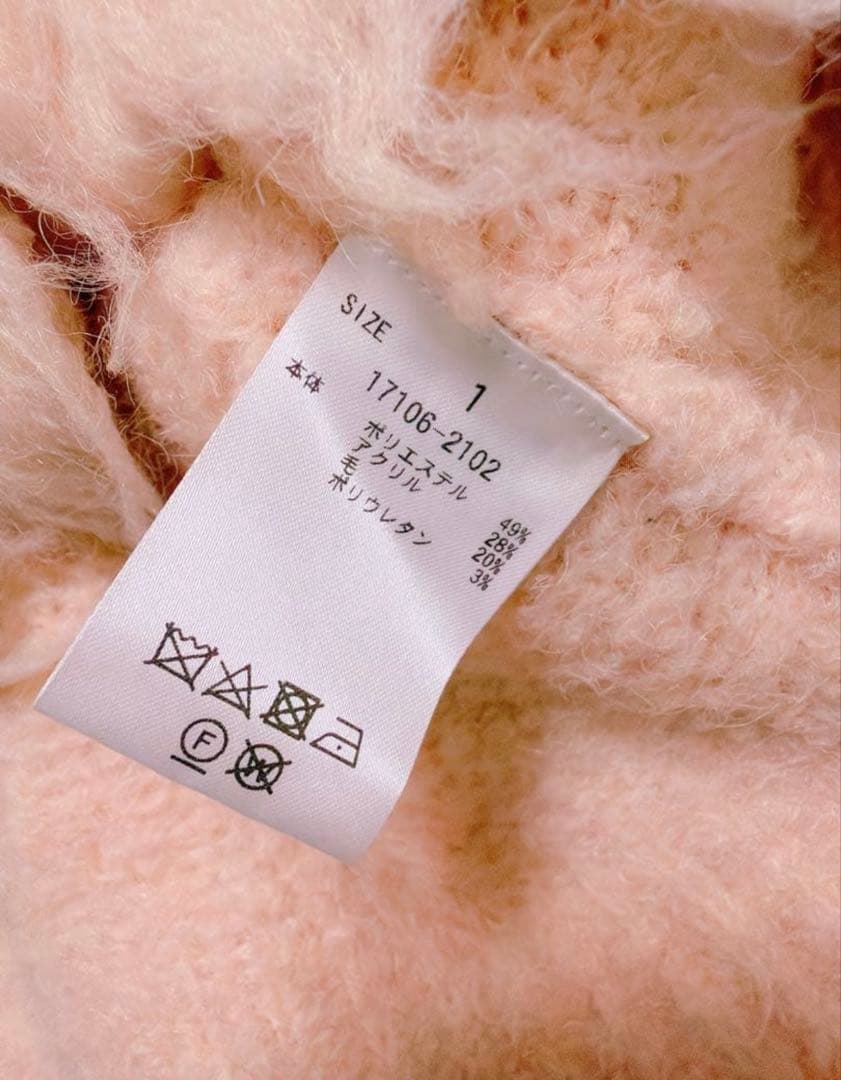 SIZE 1
17106-2102
本体 ポリエステル 49%
アクリル 28%
毛 20%
ポリウレタン 3%
F W